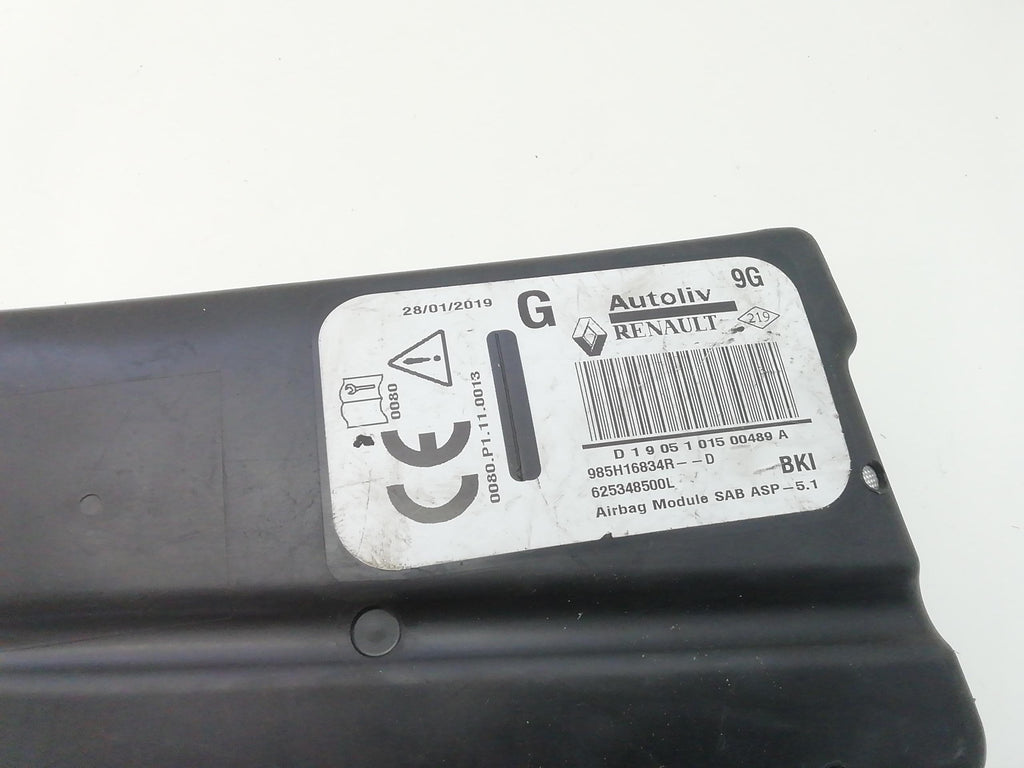 28/01/2019
G
Autoliv
9G
RENAULT
219
0080
CE
0080.P1.11.0013
D 1 9 05 1 015 00489 A
985H16834R--D
BKI
625348500L
Airbag Module SAB ASP-5.1